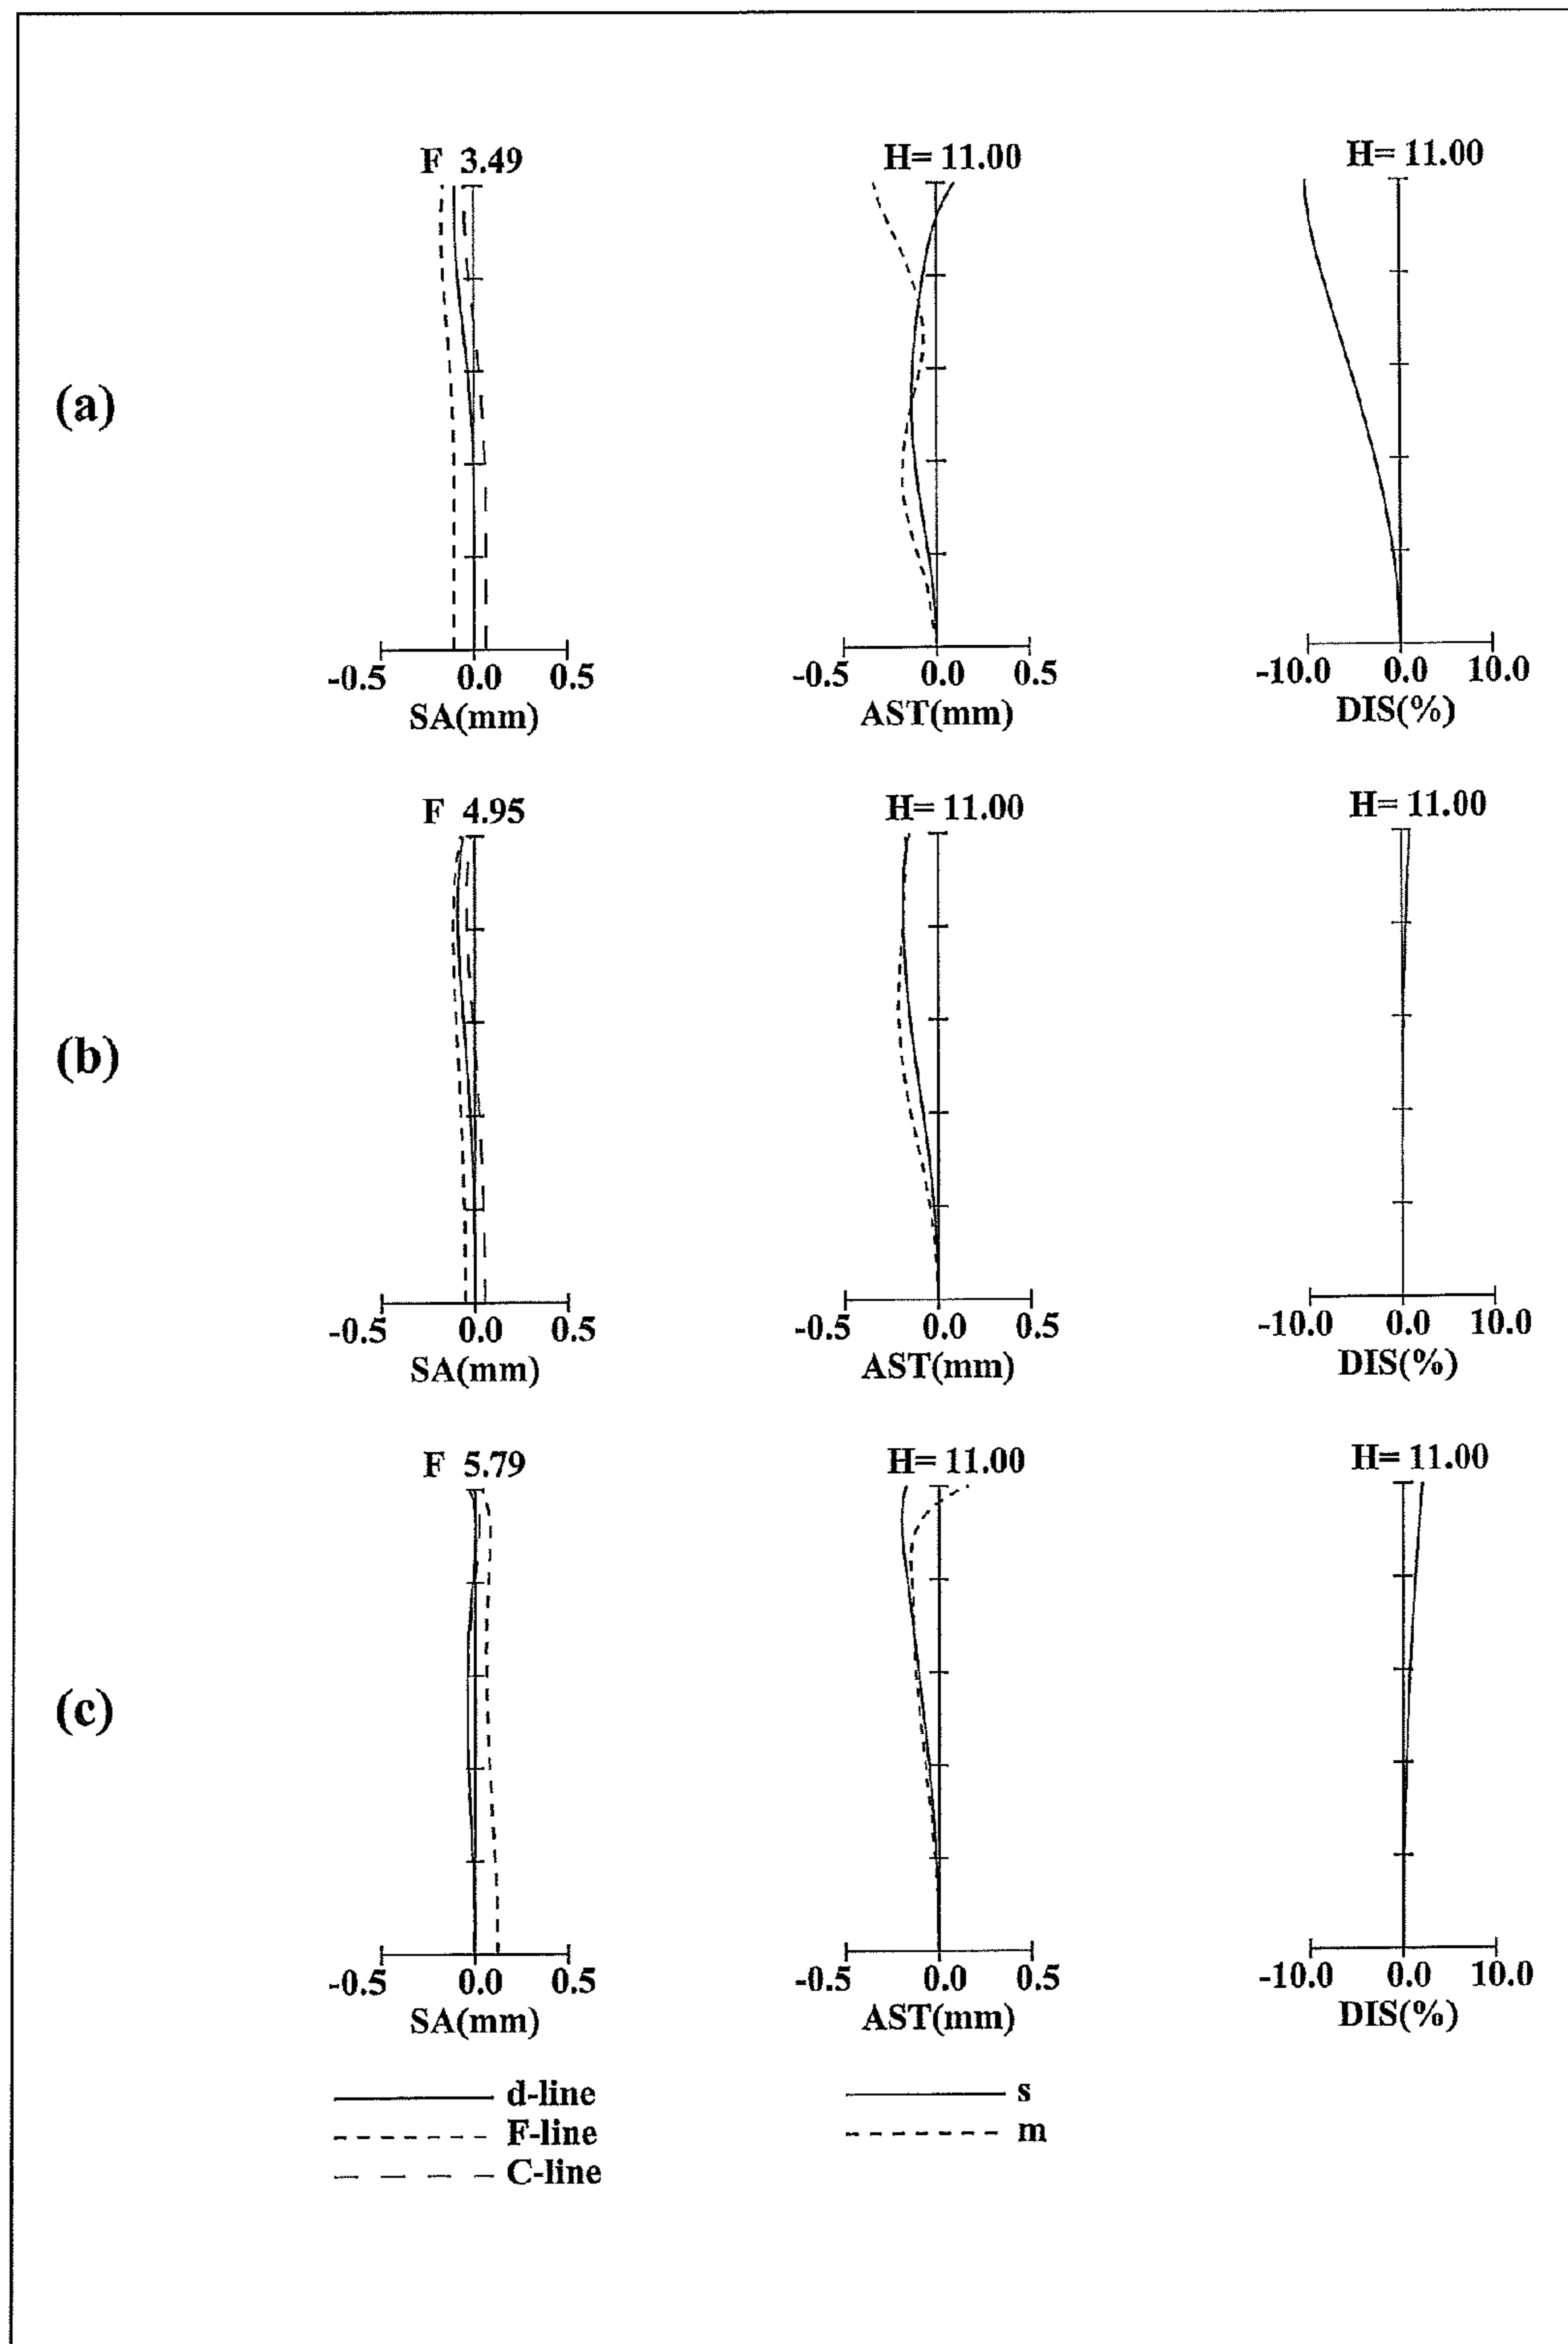 (a)
F 3.49
-0.5 0.0 0.5
SA(mm)
H= 11.00
-0.5 0.0 0.5
AST(mm)
H= 11.00
-10.0 0.0 10.0
DIS(%)
(b)
F 4.95
-0.5 0.0 0.5
SA(mm)
H= 11.00
-0.5 0.0 0.5
AST(mm)
H= 11.00
-10.0 0.0 10.0
DIS(%)
(c)
F 5.79
-0.5 0.0 0.5
SA(mm)
H= 11.00
-0.5 0.0 0.5
AST(mm)
H= 11.00
-10.0 0.0 10.0
DIS(%)
d-line
F-line
C-line
s
m